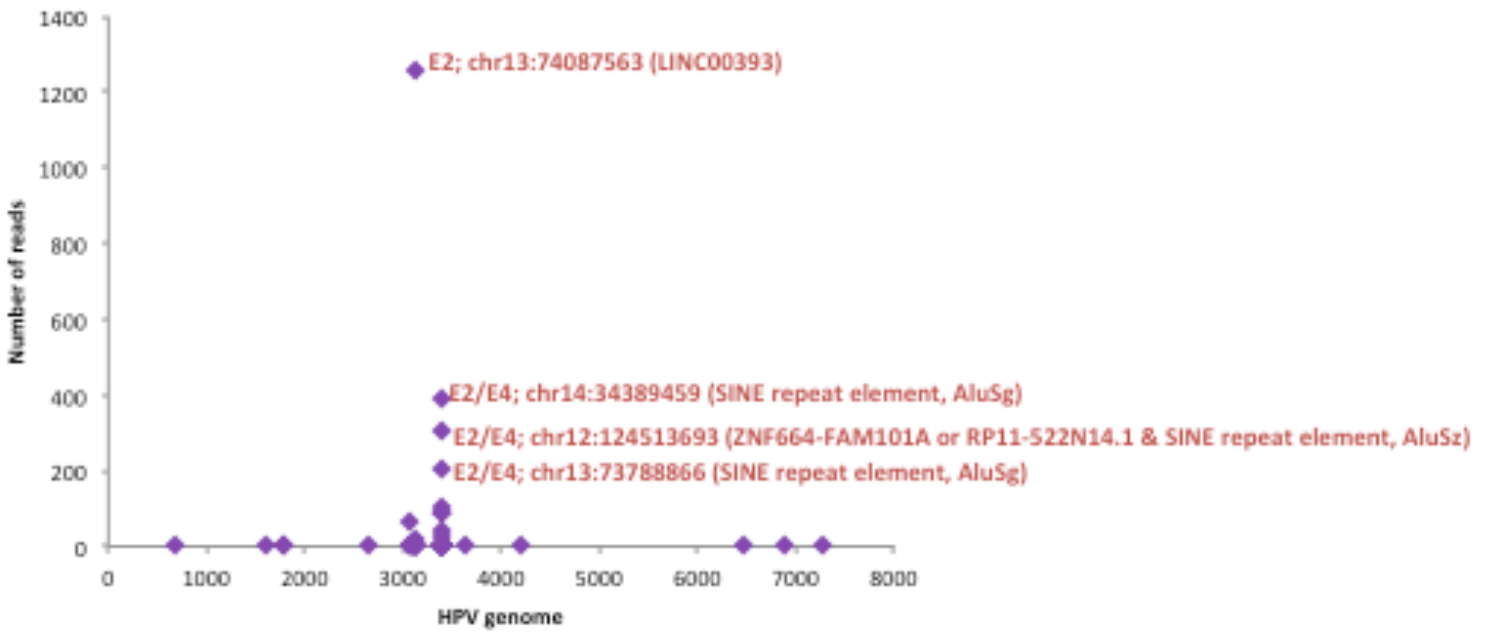 1400
E2; chr13:74087563 (LINC00393)
1200
1000
800
600
400
E2/E4; chr14:34389459 (SINE repeat element, AluSg)
E2/E4; chr12:124513693 (ZNF664-FAM101A or RP11-522N14.1 & SINE repeat element, AluSz)
200
E2/E4; chr13:73788866 (SINE repeat element, AluSg)
0
Number of reads
0 1000 2000 3000 4000 5000 6000 7000 8000
HPV genome